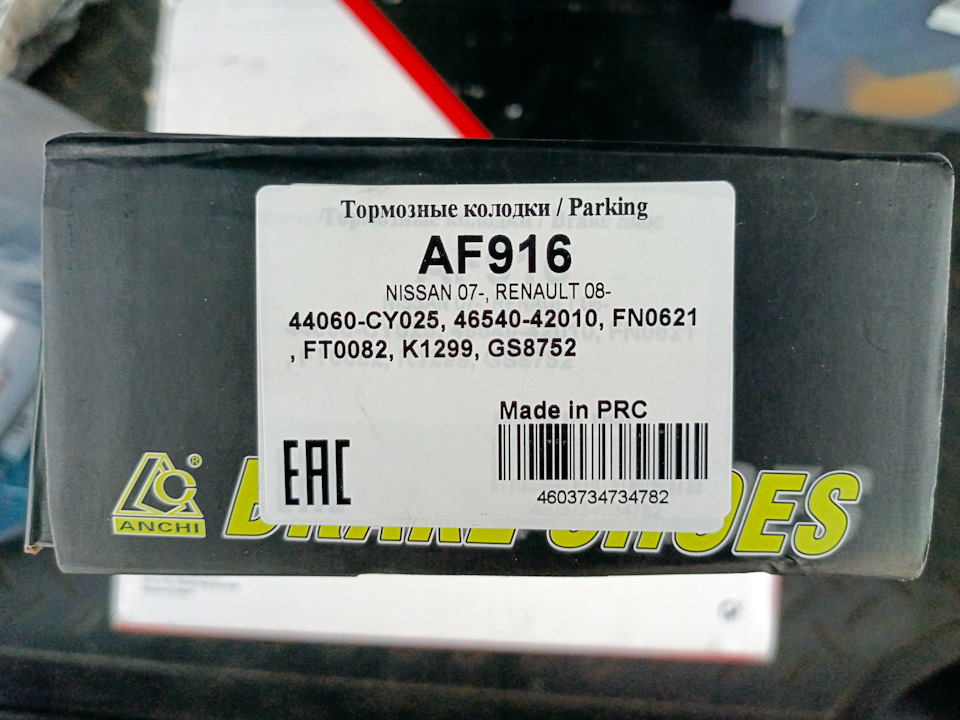 Тормозные колодки / Parking
AF916
NISSAN 07-, RENAULT 08-
44060-CY025, 46540-42010, FN0621
, FT0082, K1299, GS8752
Made in PRC
EAC
4603734734782
®
ANCHI
BRAKE SHOES